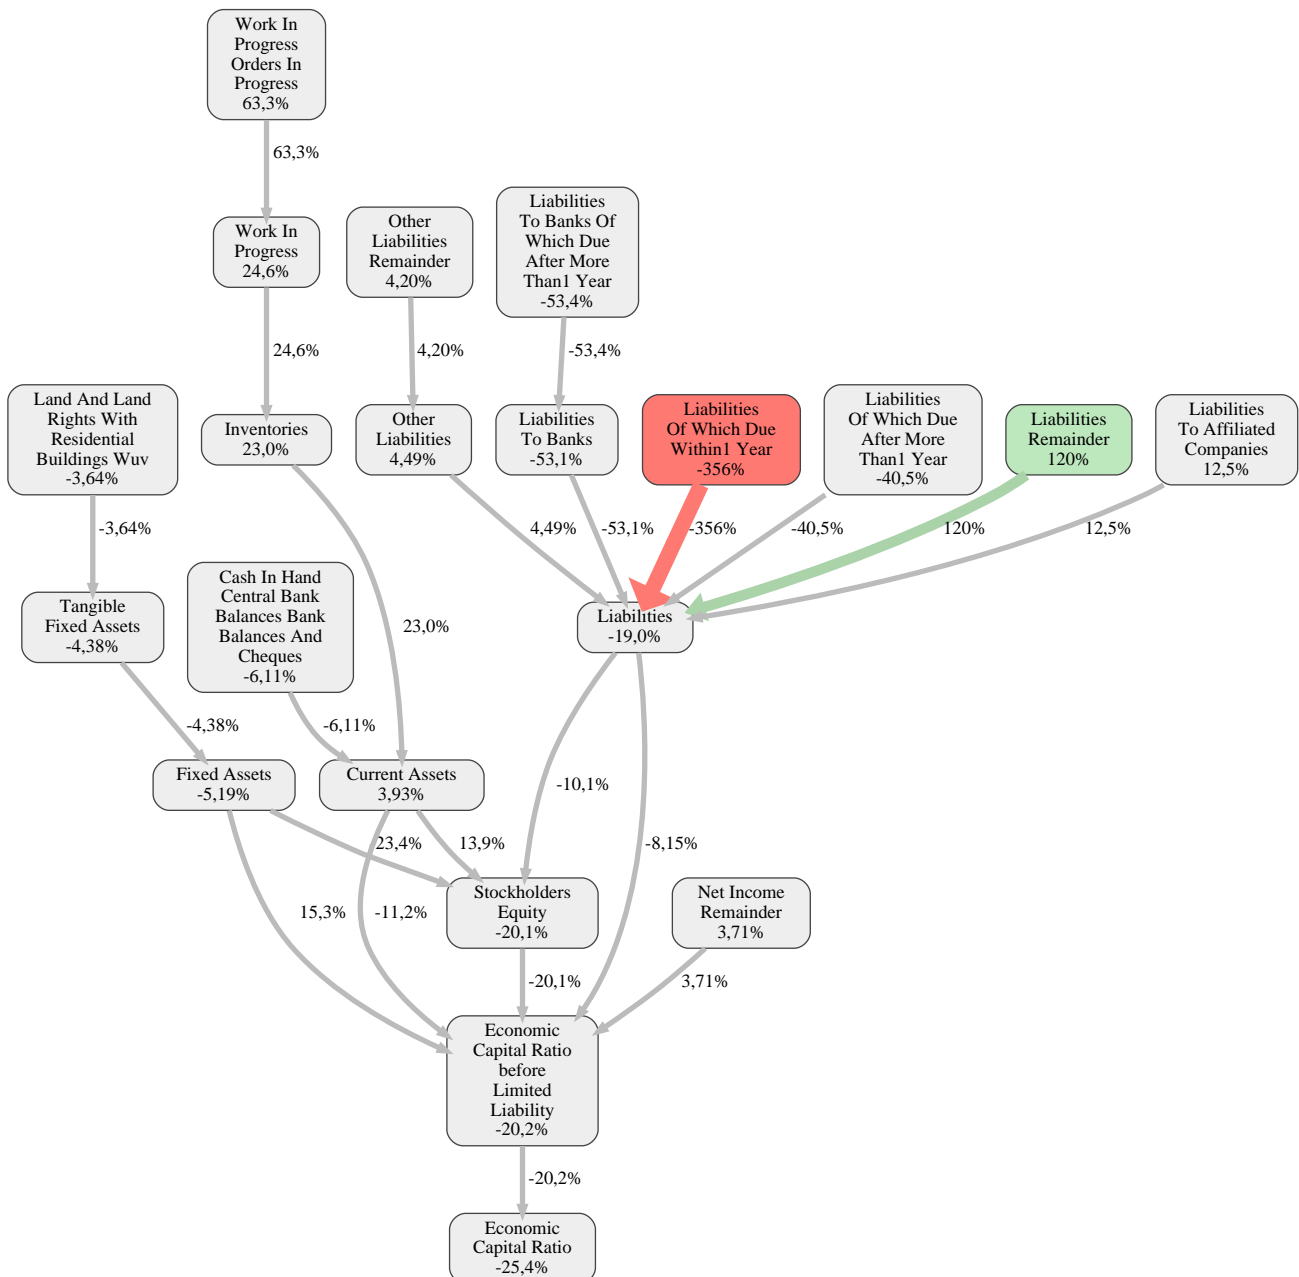 Work In
Progress
Orders In
Progress
63,3%
63,3%
Work In
Progress
24,6%
Other
Liabilities
Remainder
4,20%
Liabilities
To Banks Of
Which Due
After More
Than1 Year
-53,4%
24,6%
4,20%
-53,4%
Land And Land
Rights With
Residential
Buildings Wuv
-3,64%
Inventories
23,0%
Other
Liabilities
4,49%
Liabilities
To Banks
-53,1%
Liabilities
Of Which Due
Within1 Year
-356%
Liabilities
Of Which Due
After More
Than1 Year
-40,5%
Liabilities
Remainder
120%
Liabilities
To Affiliated
Companies
12,5%
-3,64%
4,49%
-53,1%
-356%
-40,5%
120%
12,5%
Tangible
Fixed Assets
-4,38%
Cash In Hand
Central Bank
Balances Bank
Balances And
Cheques
-6,11%
23,0%
Liabilities
-19,0%
-4,38%
-6,11%
Fixed Assets
-5,19%
Current Assets
3,93%
-10,1%
23,4%
13,9%
-8,15%
15,3%
-11,2%
Stockholders
Equity
-20,1%
Net Income
Remainder
3,71%
-20,1%
3,71%
Economic
Capital Ratio
before
Limited
Liability
-20,2%
-20,2%
Economic
Capital Ratio
-25,4%